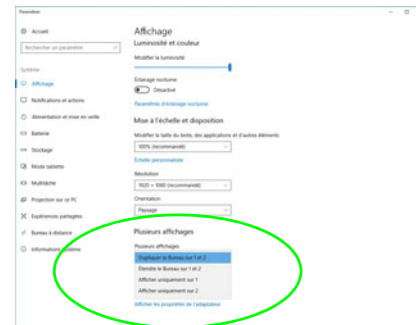 Paramètres
Accueil
Rechercher un paramètre
Système
Affichage
Notifications et actions
Alimentation et mise en veille
Batterie
Stockage
Mode tablette
Multitâche
Projection sur ce PC
Expériences partagées
Bureau à distance
Informations système
Affichage
Luminosité et couleur
Modifier la luminosité
Éclairage nocturne
Désactivé
Paramètres d'éclairage nocturne
Mise à l'échelle et disposition
Modifier la taille du texte, des applications et d'autres éléments
100% (recommandé)
Échelle personnalisée
Résolution
1920 × 1080 (recommandé)
Orientation
Paysage
Plusieurs affichages
Plusieurs affichages
Dupliquer le Bureau sur 1 et 2
Étendre le Bureau sur 1 et 2
Afficher uniquement sur 1
Afficher uniquement sur 2
Afficher les propriétés de l'adaptateur